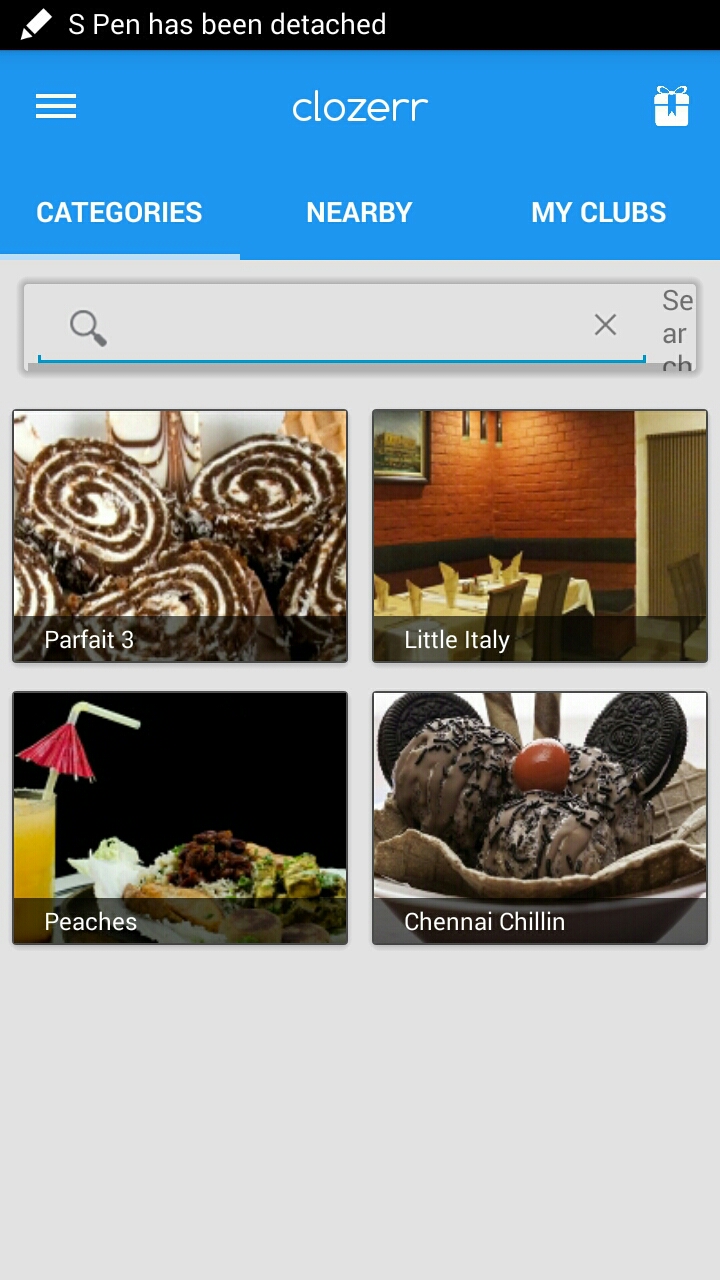 S Pen has been detached
clozerr
CATEGORIES NEARBY MY CLUBS
Se
ar
ch
Parfait 3 Little Italy
Peaches Chennai Chillin